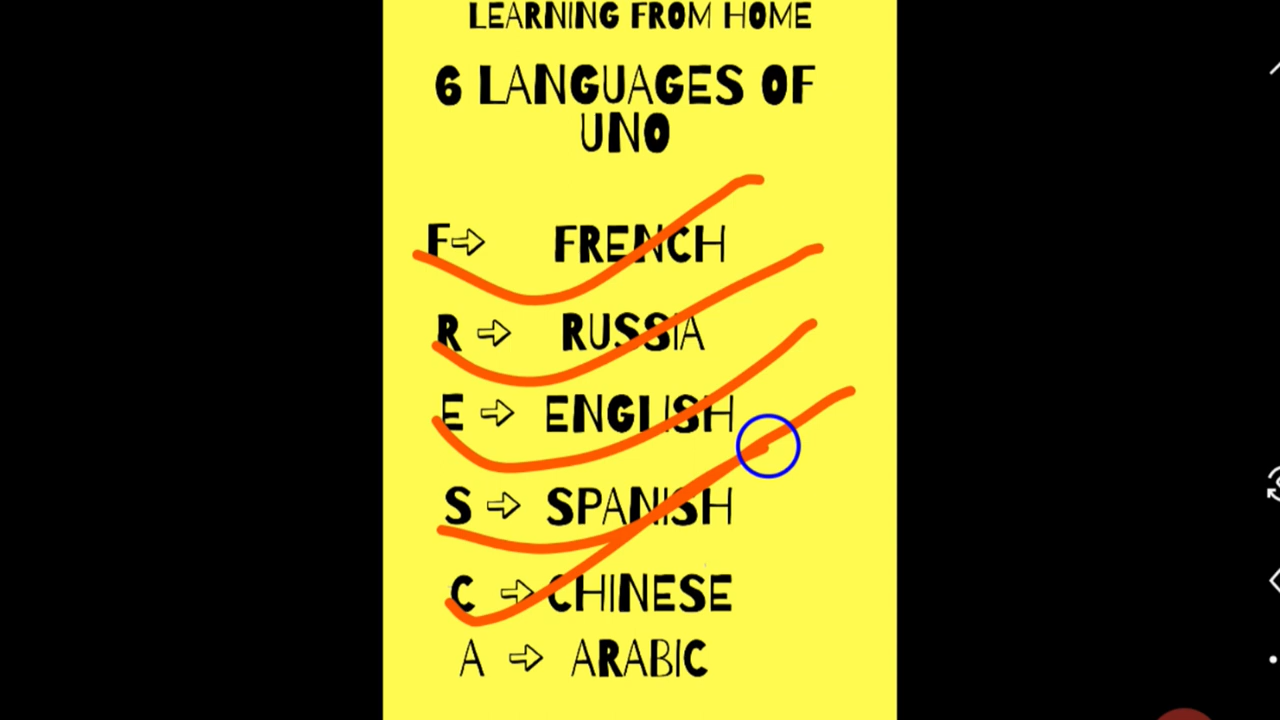 LEARNING FROM HOME
6 LANGUAGES OF
UNO
F⇨ FRENCH
R ⇨ RUSSIA
E ⇨ ENGLISH
S ⇨ SPANISH
C ⇨ CHINESE
A ⇨ ARABIC